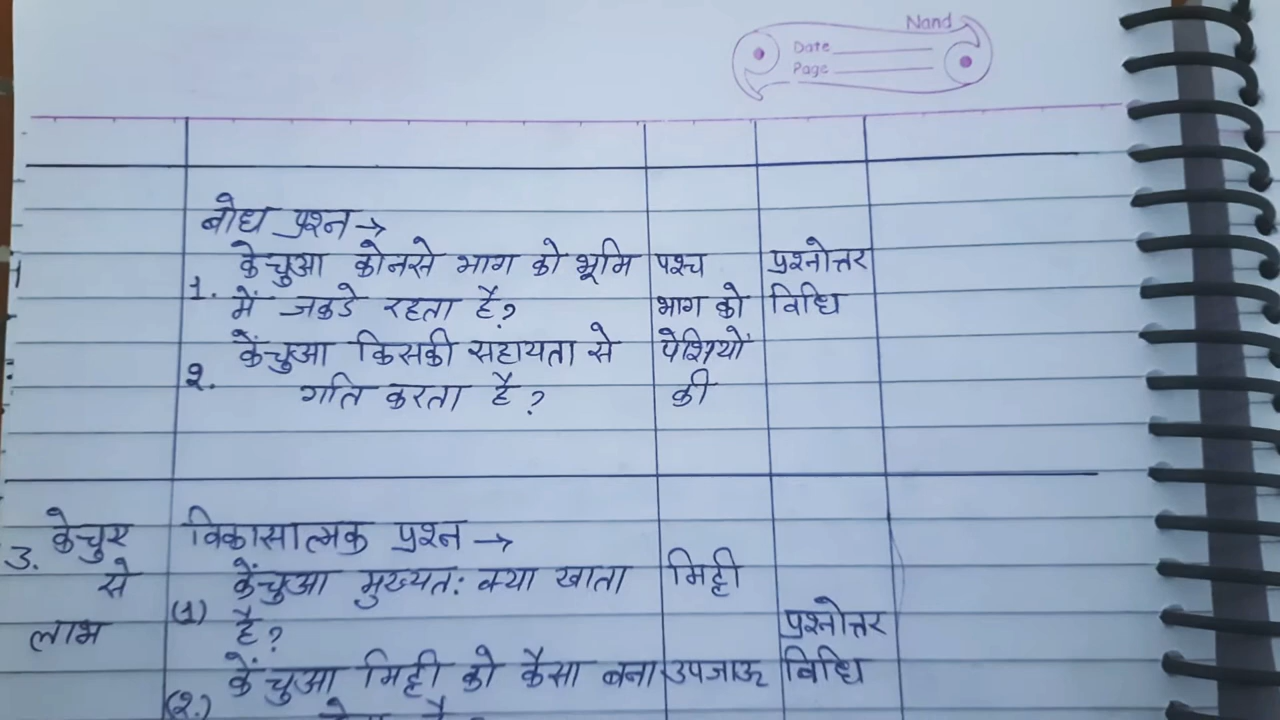 Nand
Date
Page
बोध प्रश्न →
1. केचुआ कोनसे भाग को भूमि में जकडे रहता है?
पश्च भाग को
प्रश्नोत्तर विधि
2. केंचुआ किसकी सहायता से गति करता है?
पेशियों की
3. केचुए से लाभ
विकासात्मक प्रश्न →
(1) केंचुआ मुख्यत: क्या खाता है?
मिट्टी
प्रश्नोत्तर विधि
(2.) केंचुआ मिट्टी को कैसा बना
उपजाऊ